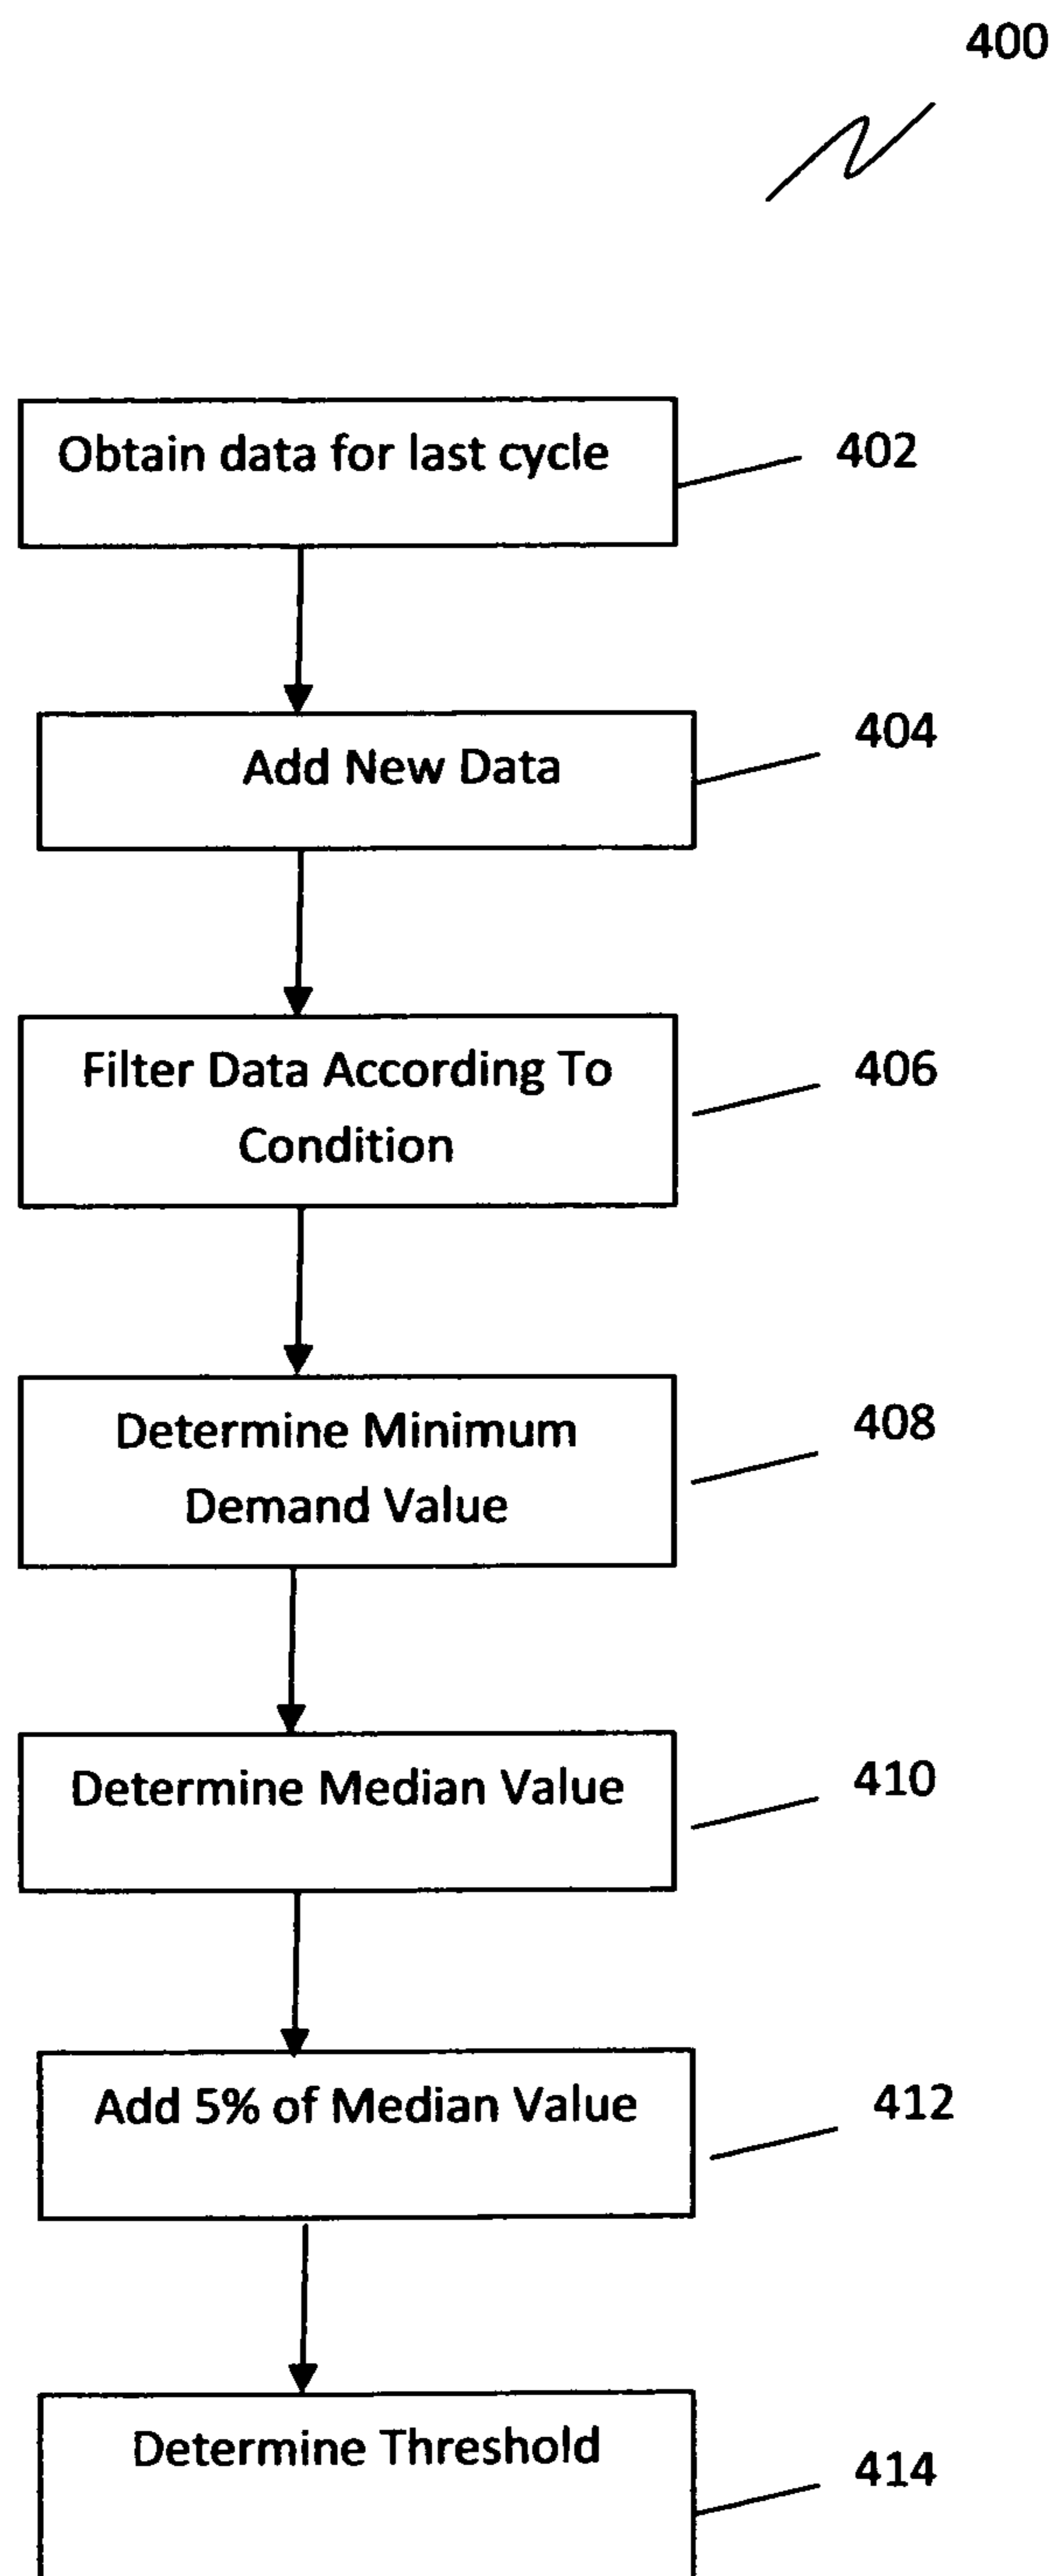 400
Obtain data for last cycle
402
Add New Data
404
Filter Data According To
Condition
406
Determine Minimum
Demand Value
408
Determine Median Value
410
Add 5% of Median Value
412
Determine Threshold
414